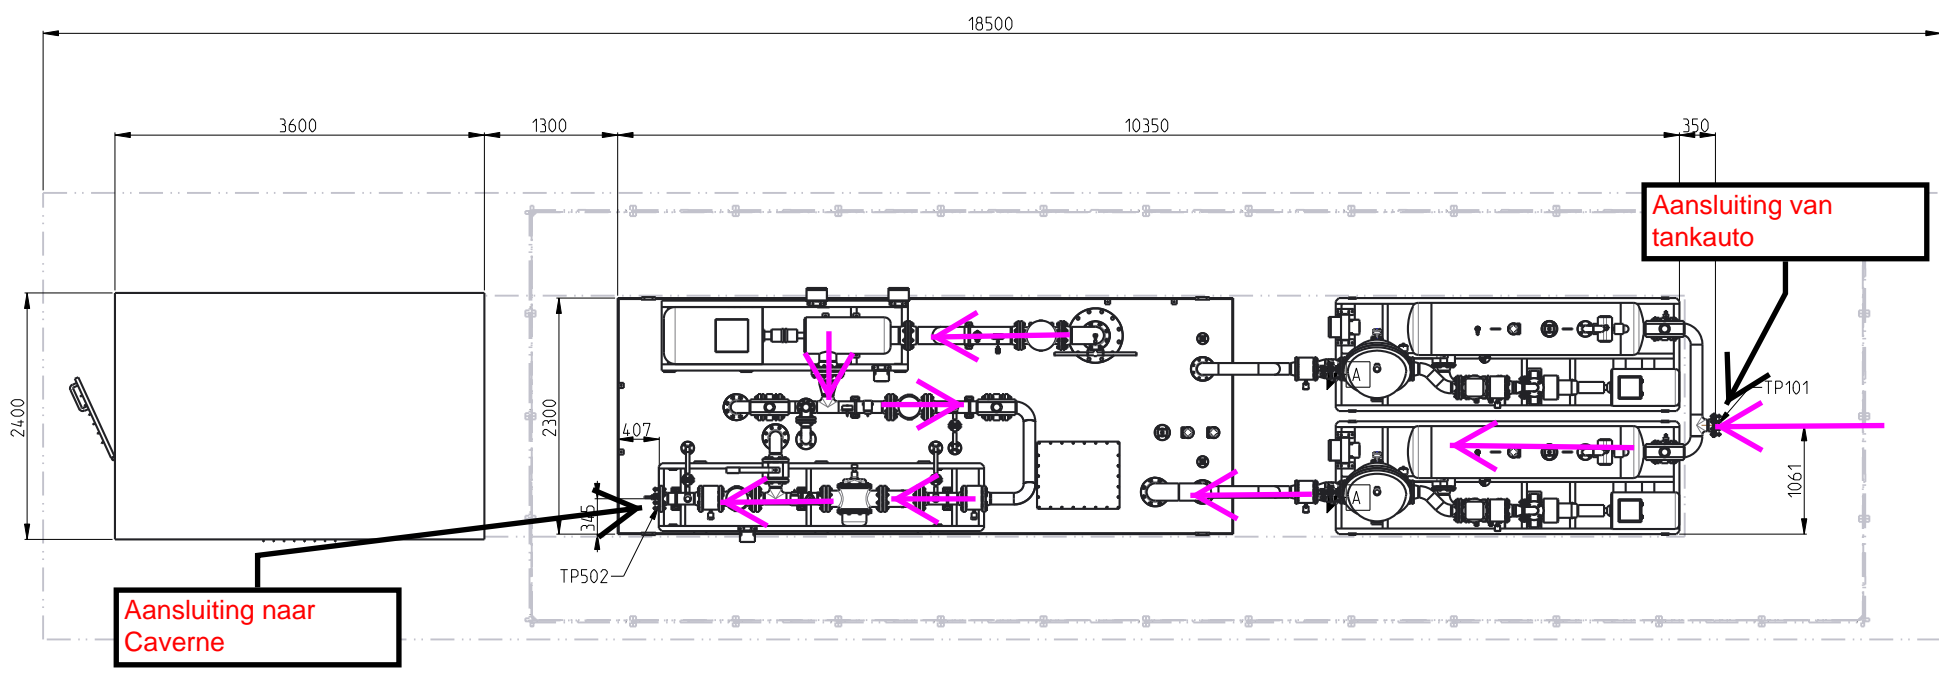 18500
3600
1300
10350
350
Aansluiting van
tankauto
2400
2300
407
345
A
A
TP101
1061
TP502
Aansluiting naar
Caverne